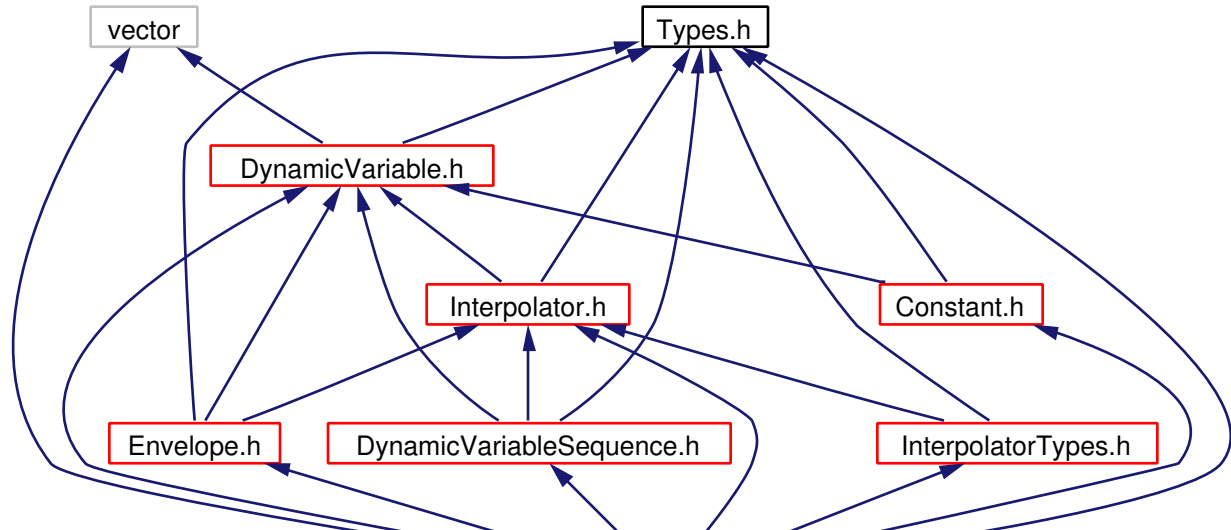 vector
Types.h
DynamicVariable.h
Interpolator.h
Constant.h
Envelope.h
DynamicVariableSequence.h
InterpolatorTypes.h